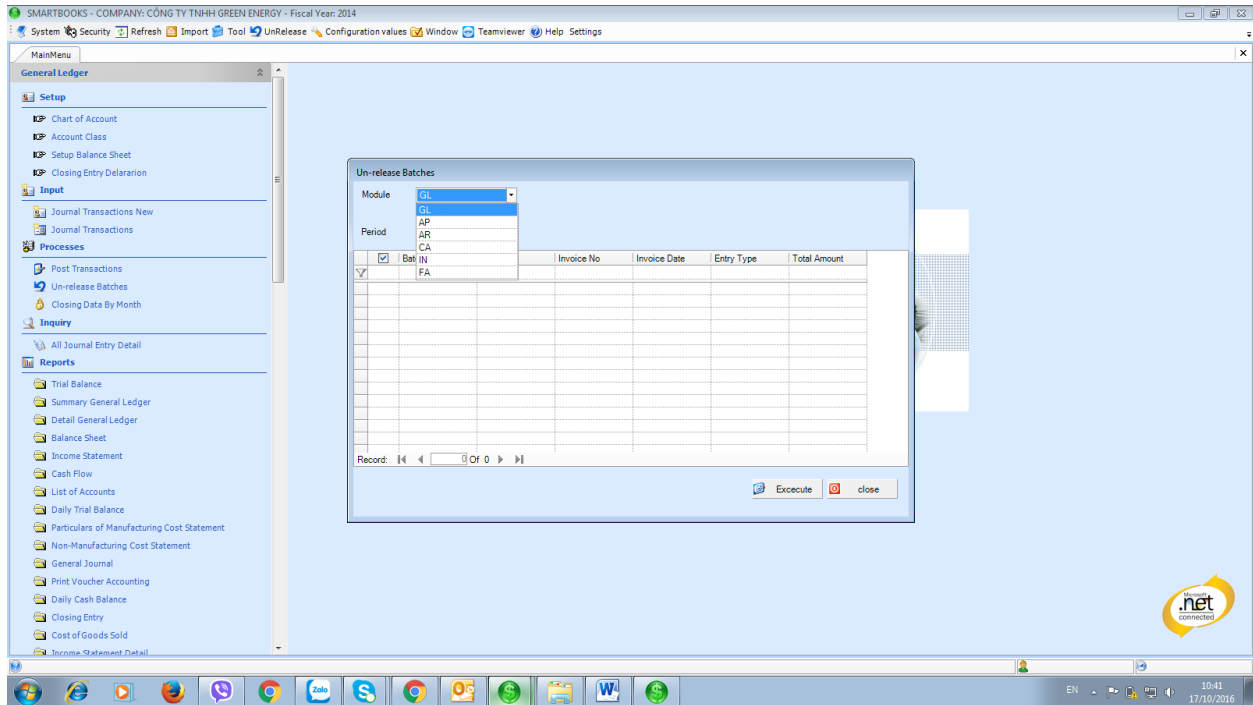 SMARTBOOKS - COMPANY: CÔNG TY TNHH GREEN ENERGY - Fiscal Year: 2014
System Security Refresh Import Tool UnRelease Configuration values Window Teamviewer Help Settings
MainMenu
General Ledger
Setup
Chart of Account
Account Class
Setup Balance Sheet
Closing Entry Delararion
Input
Journal Transactions New
Journal Transactions
Processes
Post Transactions
Un-release Batches
Closing Data By Month
Inquiry
All Journal Entry Detail
Reports
Trial Balance
Summary General Ledger
Detail General Ledger
Balance Sheet
Income Statement
Cash Flow
List of Accounts
Daily Trial Balance
Particulars of Manufacturing Cost Statement
Non-Manufacturing Cost Statement
General Journal
Print Voucher Accounting
Daily Cash Balance
Closing Entry
Cost of Goods Sold
Income Statement Detail
Un-release Batches
Module GL
GL
AP
AR
CA
IN
FA
Period
Invoice No Invoice Date Entry Type Total Amount
Record: 0 Of 0
Excecute close
Microsoft
.net
connected
Zalo
EN
10:41
17/10/2016